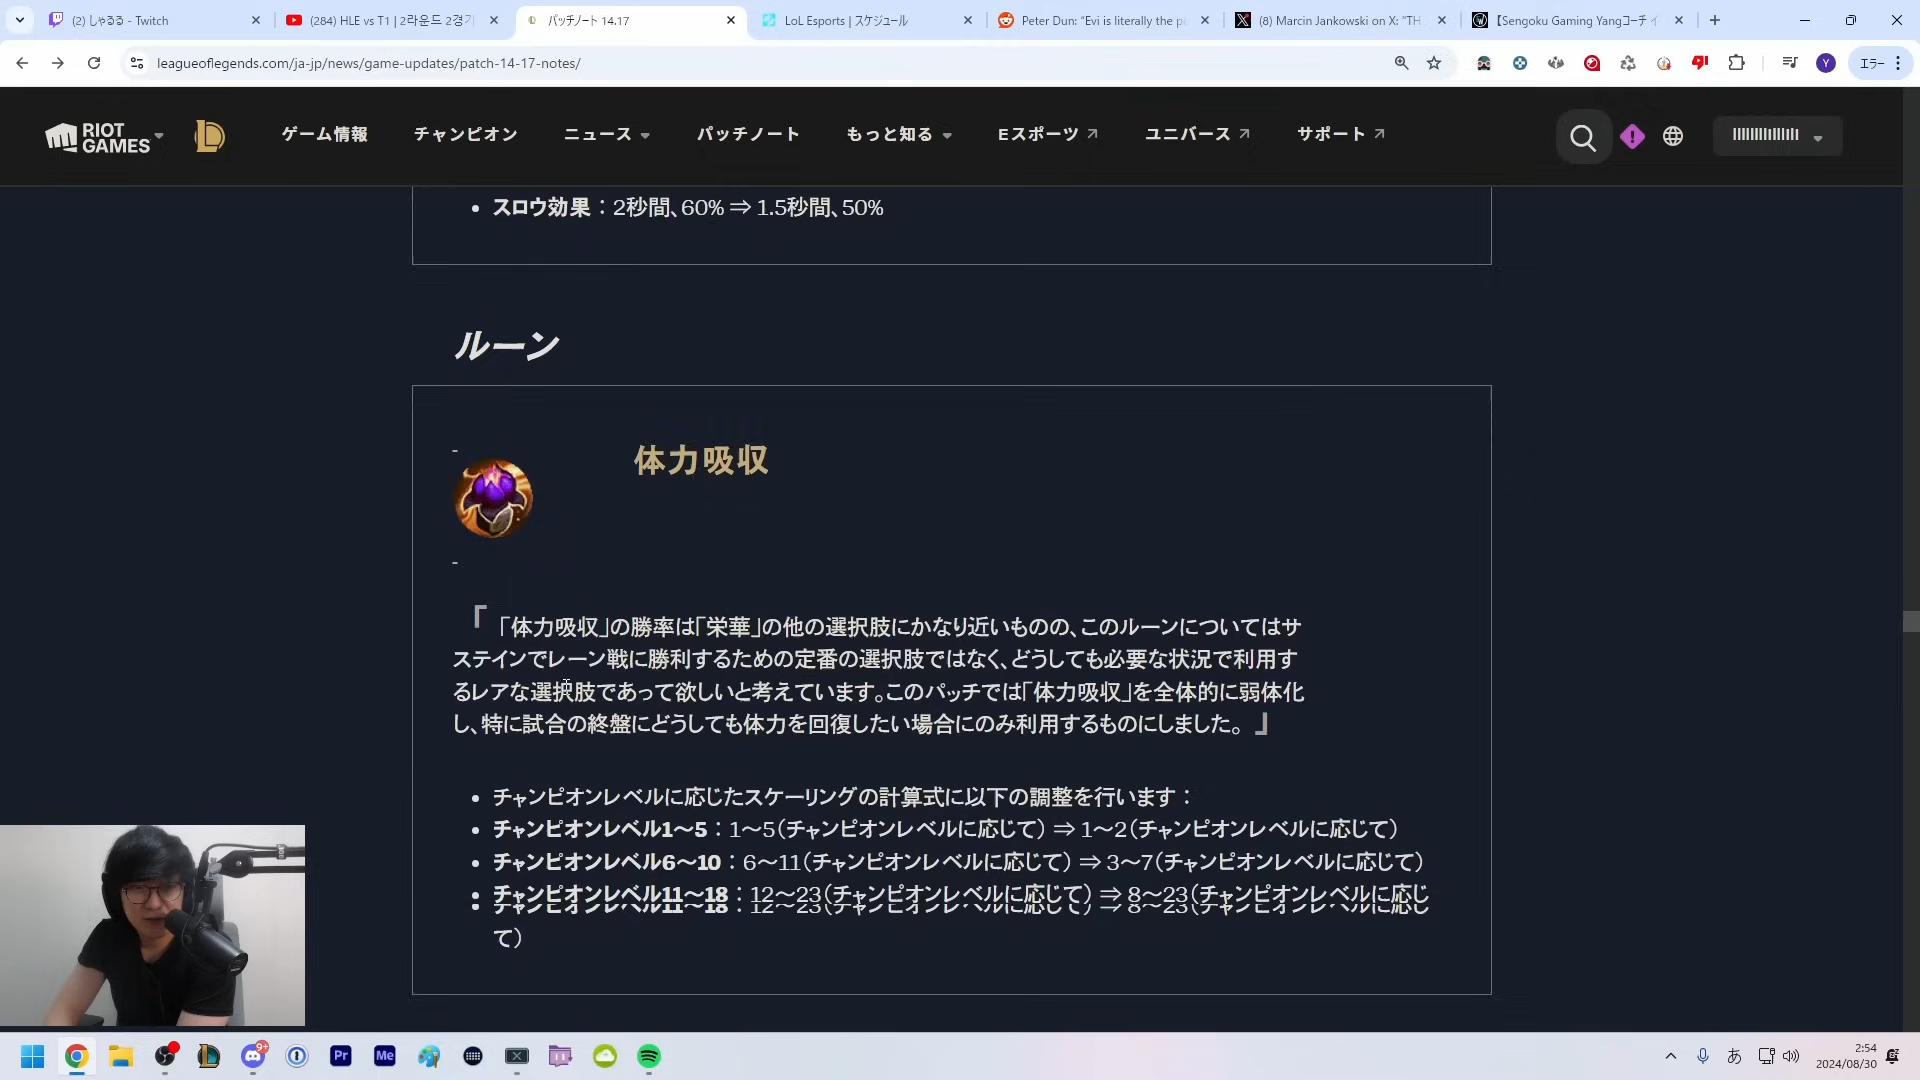 (2) しゃるる - Twitch
(284) HLE vs T1 | 2라운드 2경기
パッチノート 14.17
LoL Esports | スケジュール
Peter Dun: "Evi is literally the p
(8) Marcin Jankowski on X: "TH
【Sengoku Gaming Yangコーチ イ
leagueoflegends.com/ja-jp/news/game-updates/patch-14-17-notes/
Y
エラー
RIOT GAMES
ゲーム情報
チャンピオン
ニュース
パッチノート
もっと知る
Eスポーツ
ユニバース
サポート
IIIIIIIIIIIIIII
スロウ効果：2秒間、60% ⇒ 1.5秒間、50%
ルーン
-
体力吸収
-
『「体力吸収」の勝率は「栄華」の他の選択肢にかなり近いものの、このルーンについてはサ
ステインでレーン戦に勝利するための定番の選択肢ではなく、どうしても必要な状況で利用す
るレアな選択肢であって欲しいと考えています。このパッチでは「体力吸収」を全体的に弱体化
し、特に試合の終盤にどうしても体力を回復したい場合にのみ利用するものにしました。』
チャンピオンレベルに応じたスケーリングの計算式に以下の調整を行います：
チャンピオンレベル1～5：1～5（チャンピオンレベルに応じて） ⇒ 1～2（チャンピオンレベルに応じて）
チャンピオンレベル6～10：6～11（チャンピオンレベルに応じて） ⇒ 3～7（チャンピオンレベルに応じて）
チャンピオンレベル11～18：12～23（チャンピオンレベルに応じて） ⇒ 8～23（チャンピオンレベルに応じ
て）
9+
Pr
Me
あ
2:54
2024/08/30